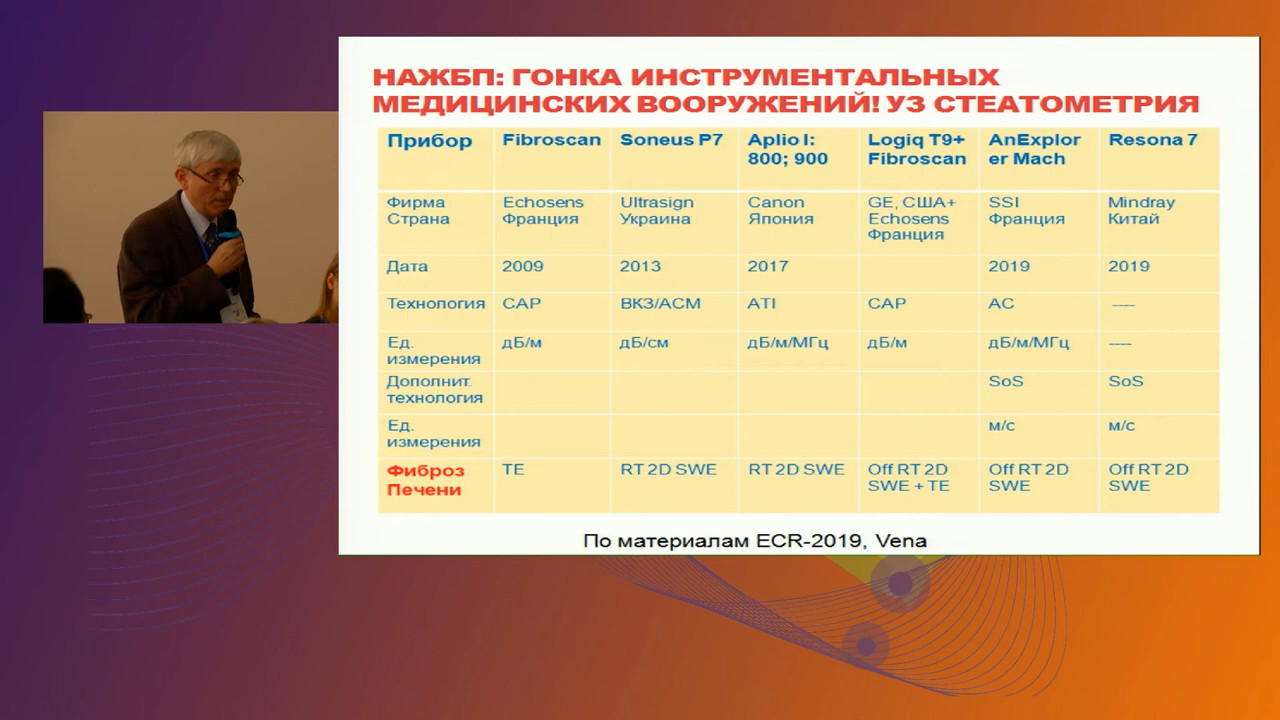 НАЖБП: ГОНКА ИНСТРУМЕНТАЛЬНЫХ
МЕДИЦИНСКИХ ВООРУЖЕНИЙ! УЗ СТЕАТОМЕТРИЯ
Прибор Fibroscan Soneus P7 Aplio I: 800; 900 Logiq T9+ Fibroscan AnExplor er Mach Resona 7
Фирма Страна Echosens Франция Ultrasign Украина Canon Япония GE, США+ Echosens Франция SSI Франция Mindray Китай
Дата 2009 2013 2017 2019 2019
Технология CAP ВКЗ/АСМ ATI CAP AC ----
Ед. измерения дБ/м дБ/см дБ/м/МГц дБ/м дБ/м/МГц ----
Дополнит. технология SoS SoS
Ед. измерения м/с м/с
Фиброз Печени TE RT 2D SWE RT 2D SWE Off RT 2D SWE + TE Off RT 2D SWE Off RT 2D SWE
По материалам ECR-2019, Vena